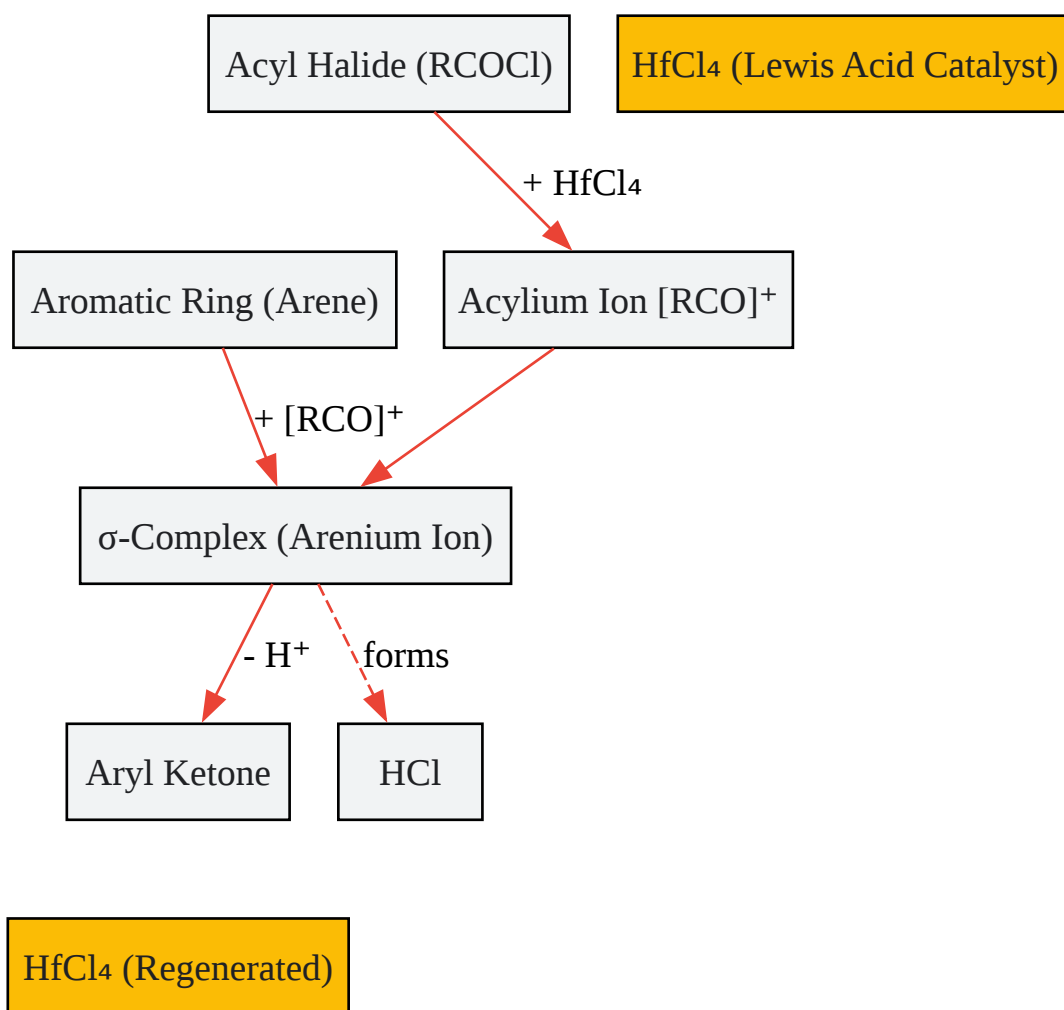 Acyl Halide (RCOCl)
HfCl₄ (Lewis Acid Catalyst)
+ HfCl₄
Aromatic Ring (Arene)
Acylium Ion [RCO]⁺
+ [RCO]⁺
σ-Complex (Arenium Ion)
- H⁺
forms
Aryl Ketone
HCl
HfCl₄ (Regenerated)